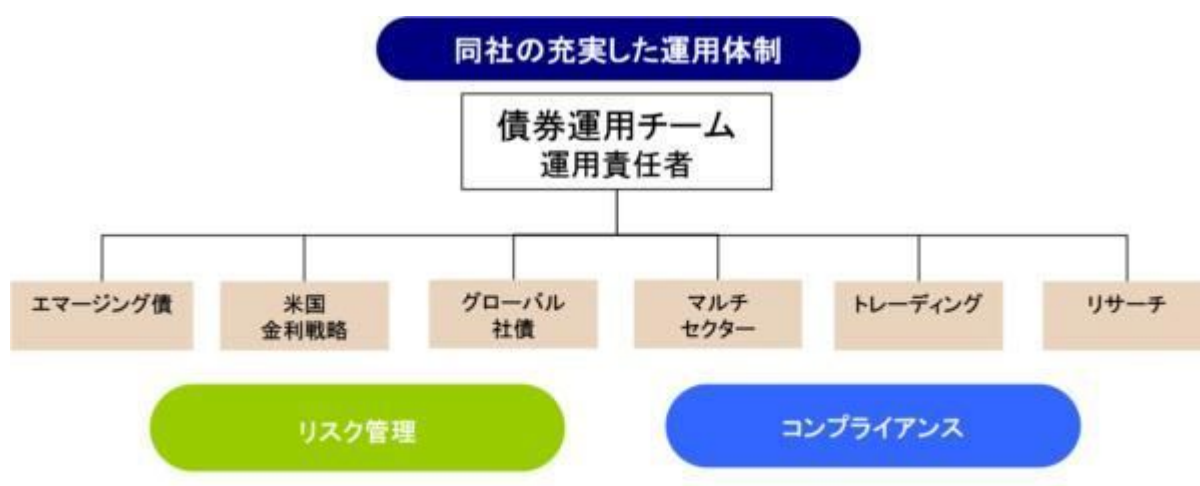 同社の充実した運用体制
債券運用チーム
運用責任者
エマージング債
米国
金利戦略
グローバル
社債
マルチ
セクター
トレーディング
リサーチ
リスク管理
コンプライアンス